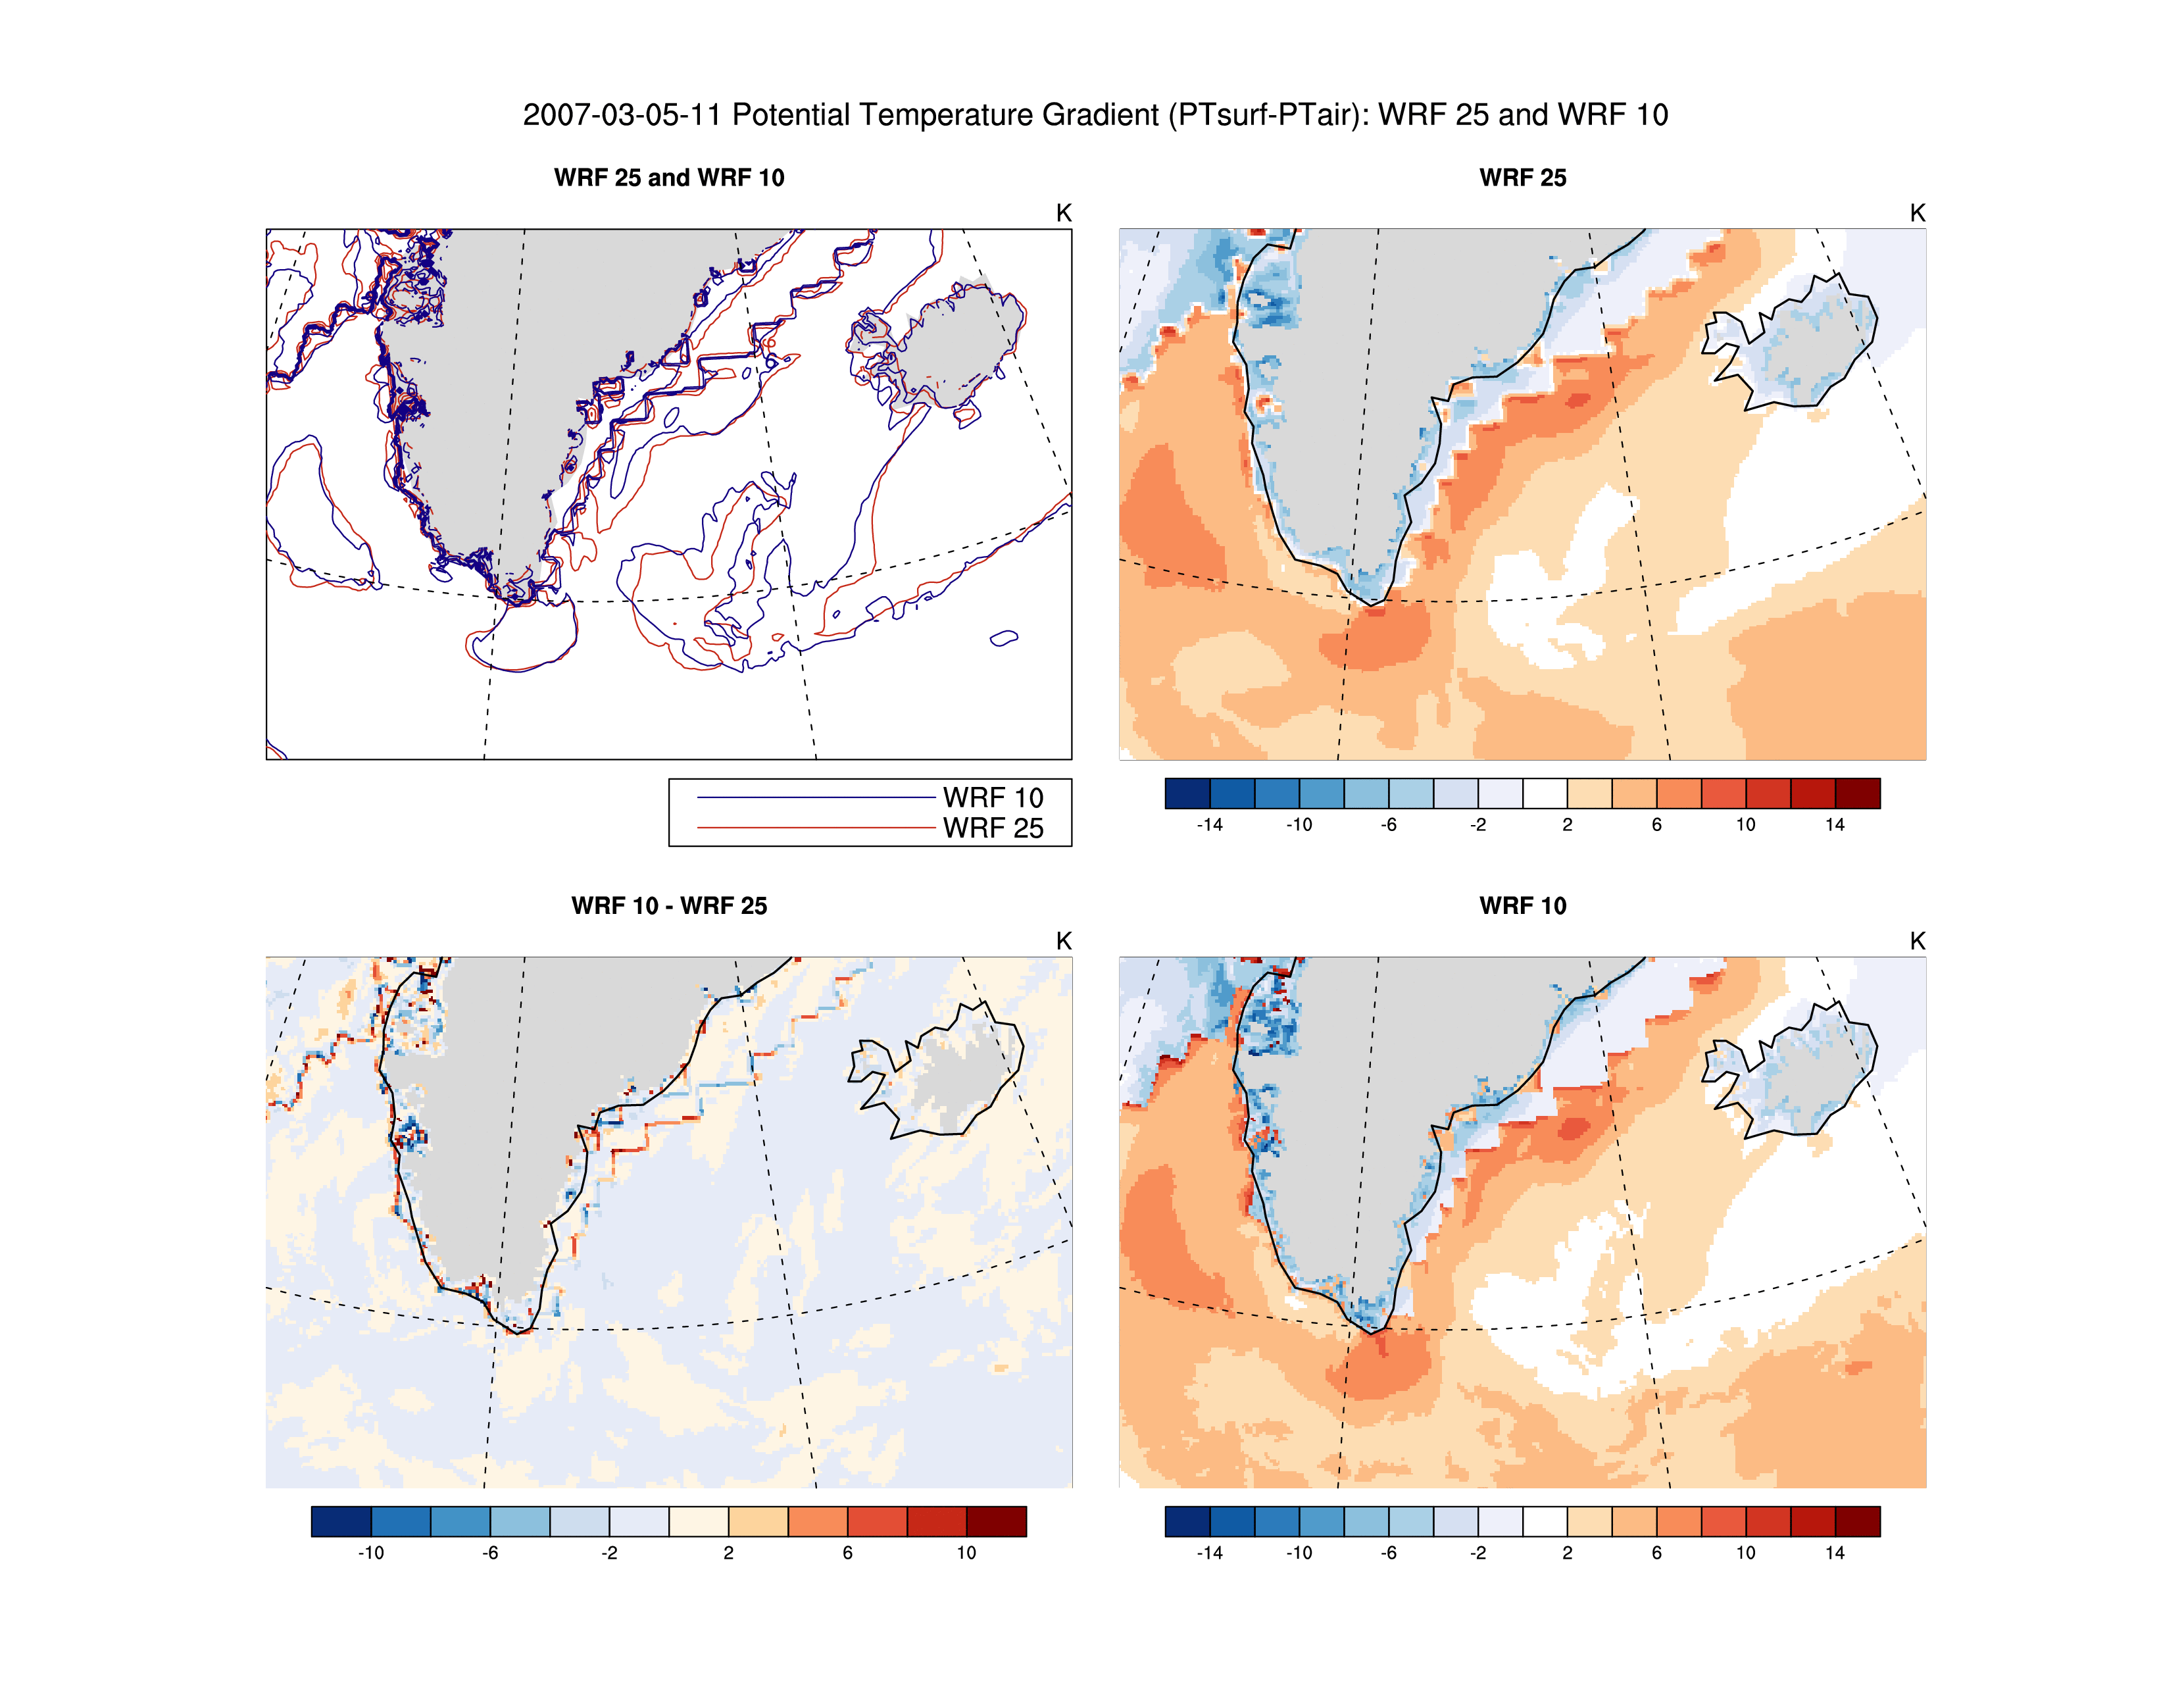 2007-03-05-11 Potential Temperature Gradient (PTsurf-PTair): WRF 25 and WRF 10
WRF 25 and WRF 10
K
6
WRF 10
WRF 25
WRF 25
K
-14 -10 -6 -2 2 6 10 14
WRF 10 - WRF 25
K
-10 -6 -2 2 6 10
WRF 10
K
-14 -10 -6 -2 2 6 10 14